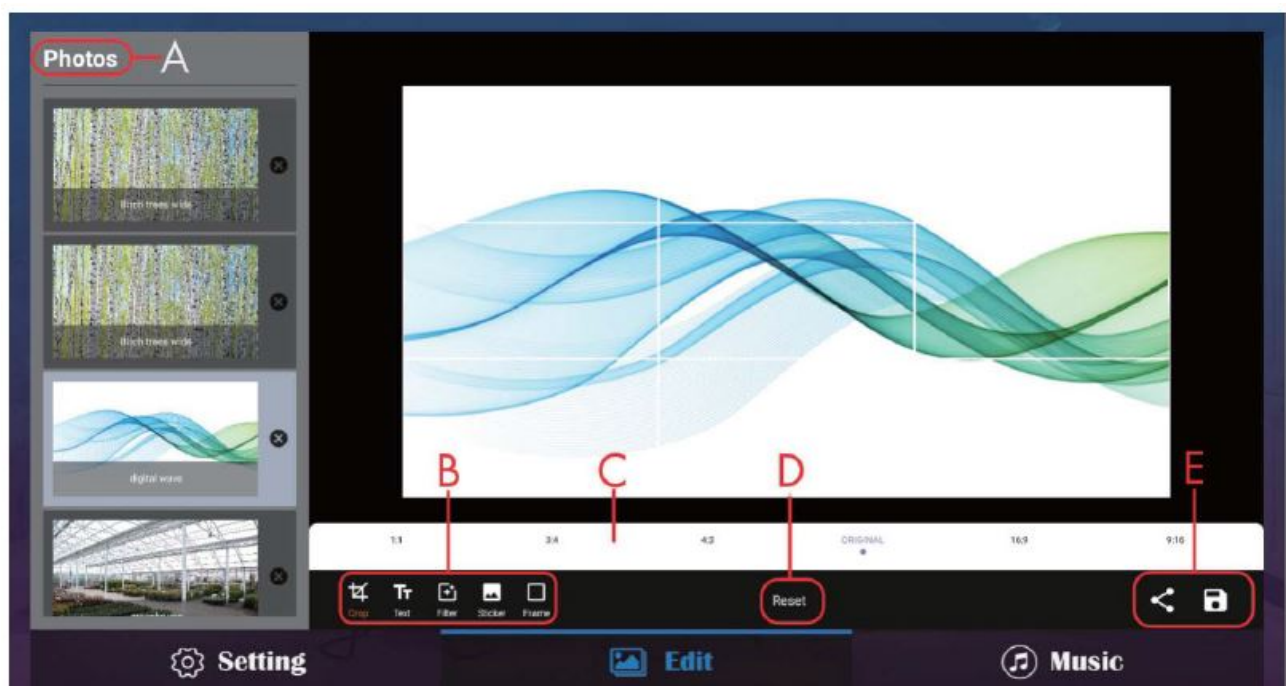 Photos
A
Birch trees wide
Birch trees wide
digital wave
B
C
D
E
1:1
3:4
4:3
ORIGINAL
16:9
9:16
Crop
Text
Filter
Sticker
Frame
Reset
Setting
Edit
Music